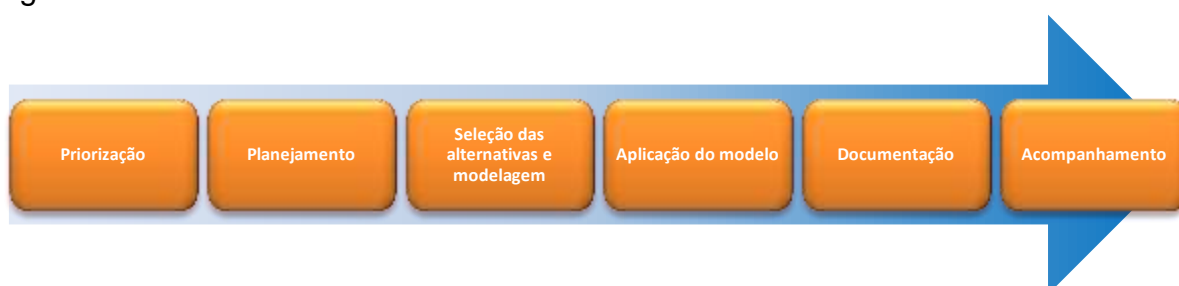 Priorização
Planejamento
Seleção das
alternativas e
modelagem
Aplicação do modelo
Documentação
Acompanhamento